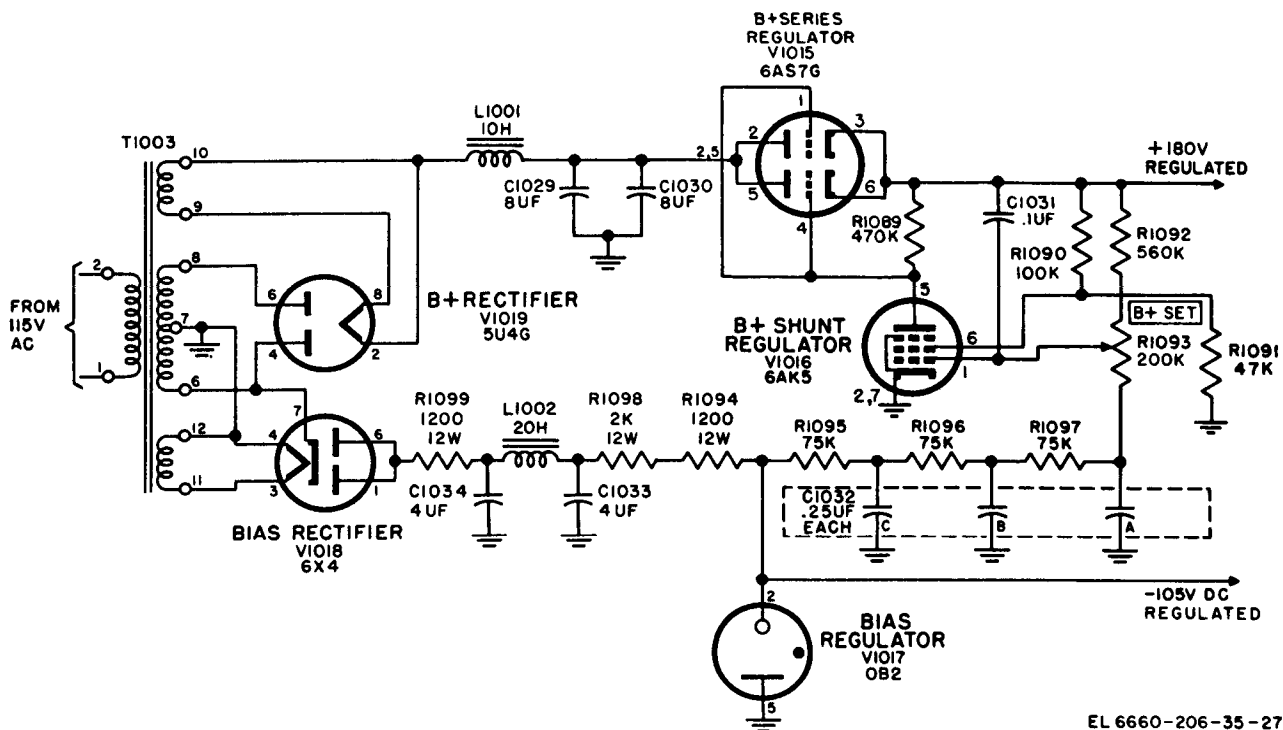 B+SERIES
REGULATOR
V1015
6AS7G
T1003
10
9
8
7
6
12
11
2
1
FROM
115V
AC
L1001
10H
C1029
8UF
C1030
8UF
2,5
1
2
3
5
6
4
+180V
REGULATED
R1089
470K
C1031
.1UF
R1090
100K
R1092
560K
B+ SET
R1093
200K
R1091
47K
6
8
4
2
B+RECTIFIER
V1019
5U4G
5
B+ SHUNT
REGULATOR
V1016
6AK5
6
1
2,7
7
4
6
3
1
BIAS RECTIFIER
V1018
6X4
R1099
1200
12W
L1002
20H
R1098
2K
12W
R1094
1200
12W
R1095
75K
R1096
75K
R1097
75K
C1034
4UF
C1033
4UF
C1032
.25UF
EACH
C
B
A
-105V DC
REGULATED
2
BIAS
REGULATOR
V1017
OB2
5
EL 6660-206-35-27